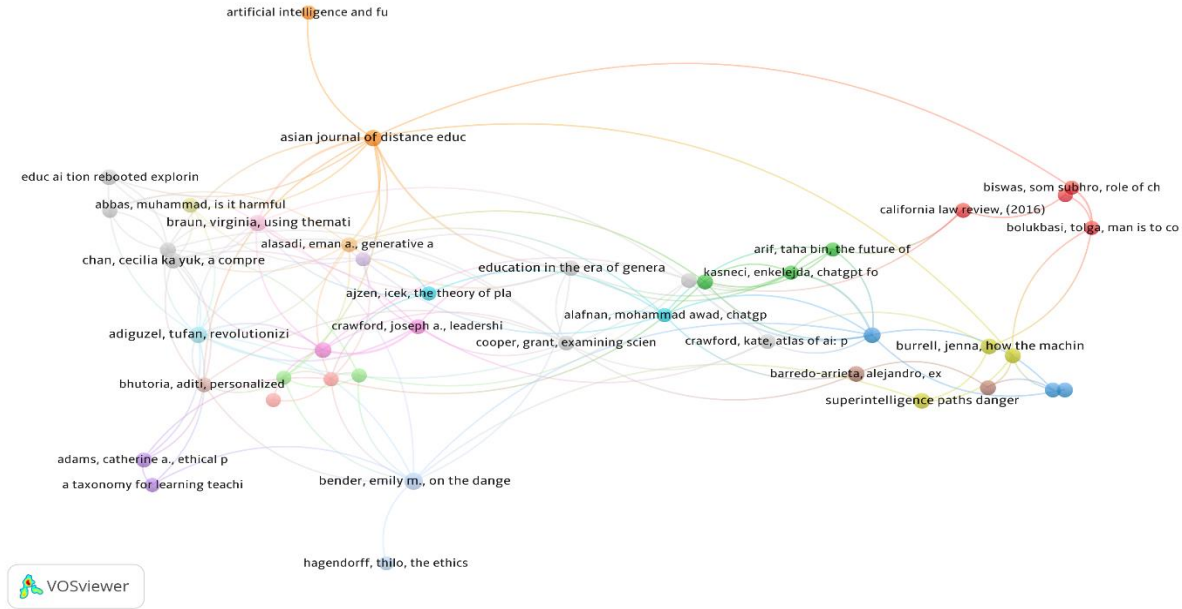 artificial intelligence and fu
asian journal of distance educ
educ ai tion rebooted explorin
biswas, som subhro, role of ch
abbas, muhammad, is it harmful
california law review, (2016)
braun, virginia, using themati
bolukbasi, tolga, man is to co
alasadi, eman a., generative a
arif, taha bin, the future of
chan, cecilia ka yuk, a compre
education in the era of genera
kasneci, enkelejda, chatgpt fo
ajzen, icek, the theory of pla
alafnan, mohammad awad, chatgp
crawford, joseph a., leadershi
adiguzel, tufan, revolutionizi
cooper, grant, examining scien
crawford, kate, atlas of ai: p
burrell, jenna, how the machin
barredo-arrieta, alejandro, ex
bhutoria, aditi, personalized
superintelligence paths danger
adams, catherine a., ethical p
bender, emily m., on the dange
a taxonomy for learning teachi
hagendorff, thilo, the ethics
VOSviewer